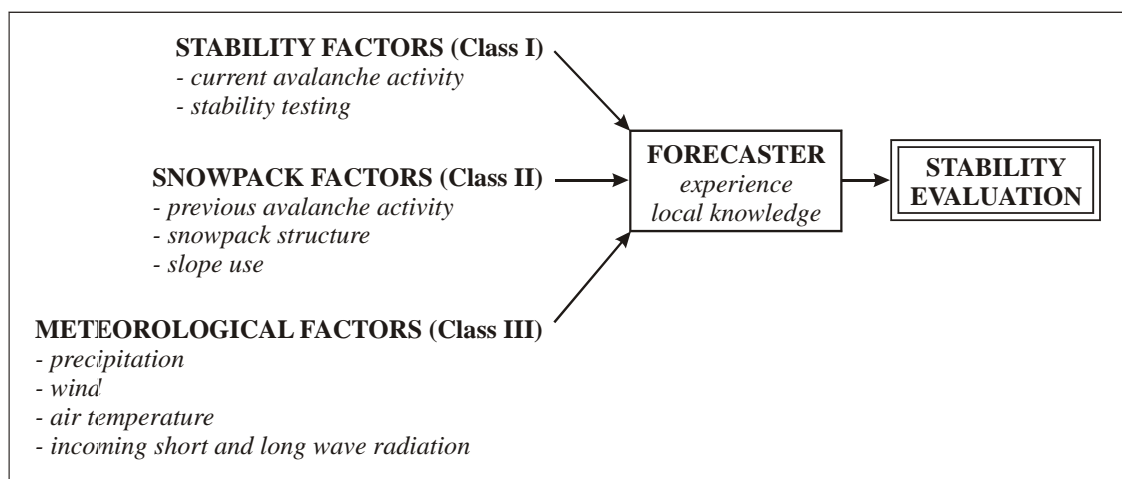 STABILITY FACTORS (Class I)
- current avalanche activity
- stability testing
SNOWPACK FACTORS (Class II)
- previous avalanche activity
- snowpack structure
- slope use
METEOROLOGICAL FACTORS (Class III)
- precipitation
- wind
- air temperature
- incoming short and long wave radiation
FORECASTER
experience
local knowledge
STABILITY
EVALUATION